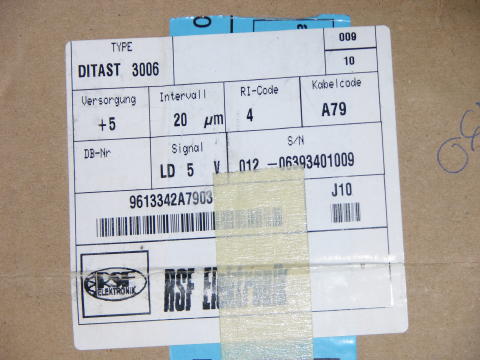 TYPE
DITAST 3006
009
10
Versorgung
+5
Intervall
20 µm
RI-Code
4
Kabelcode
A79
DB-Nr
Signal
LD 5 V
S/N
012 -06393401009
9613342A7903
J10
RSF
ELEKTRONIK
RSF Elektronik